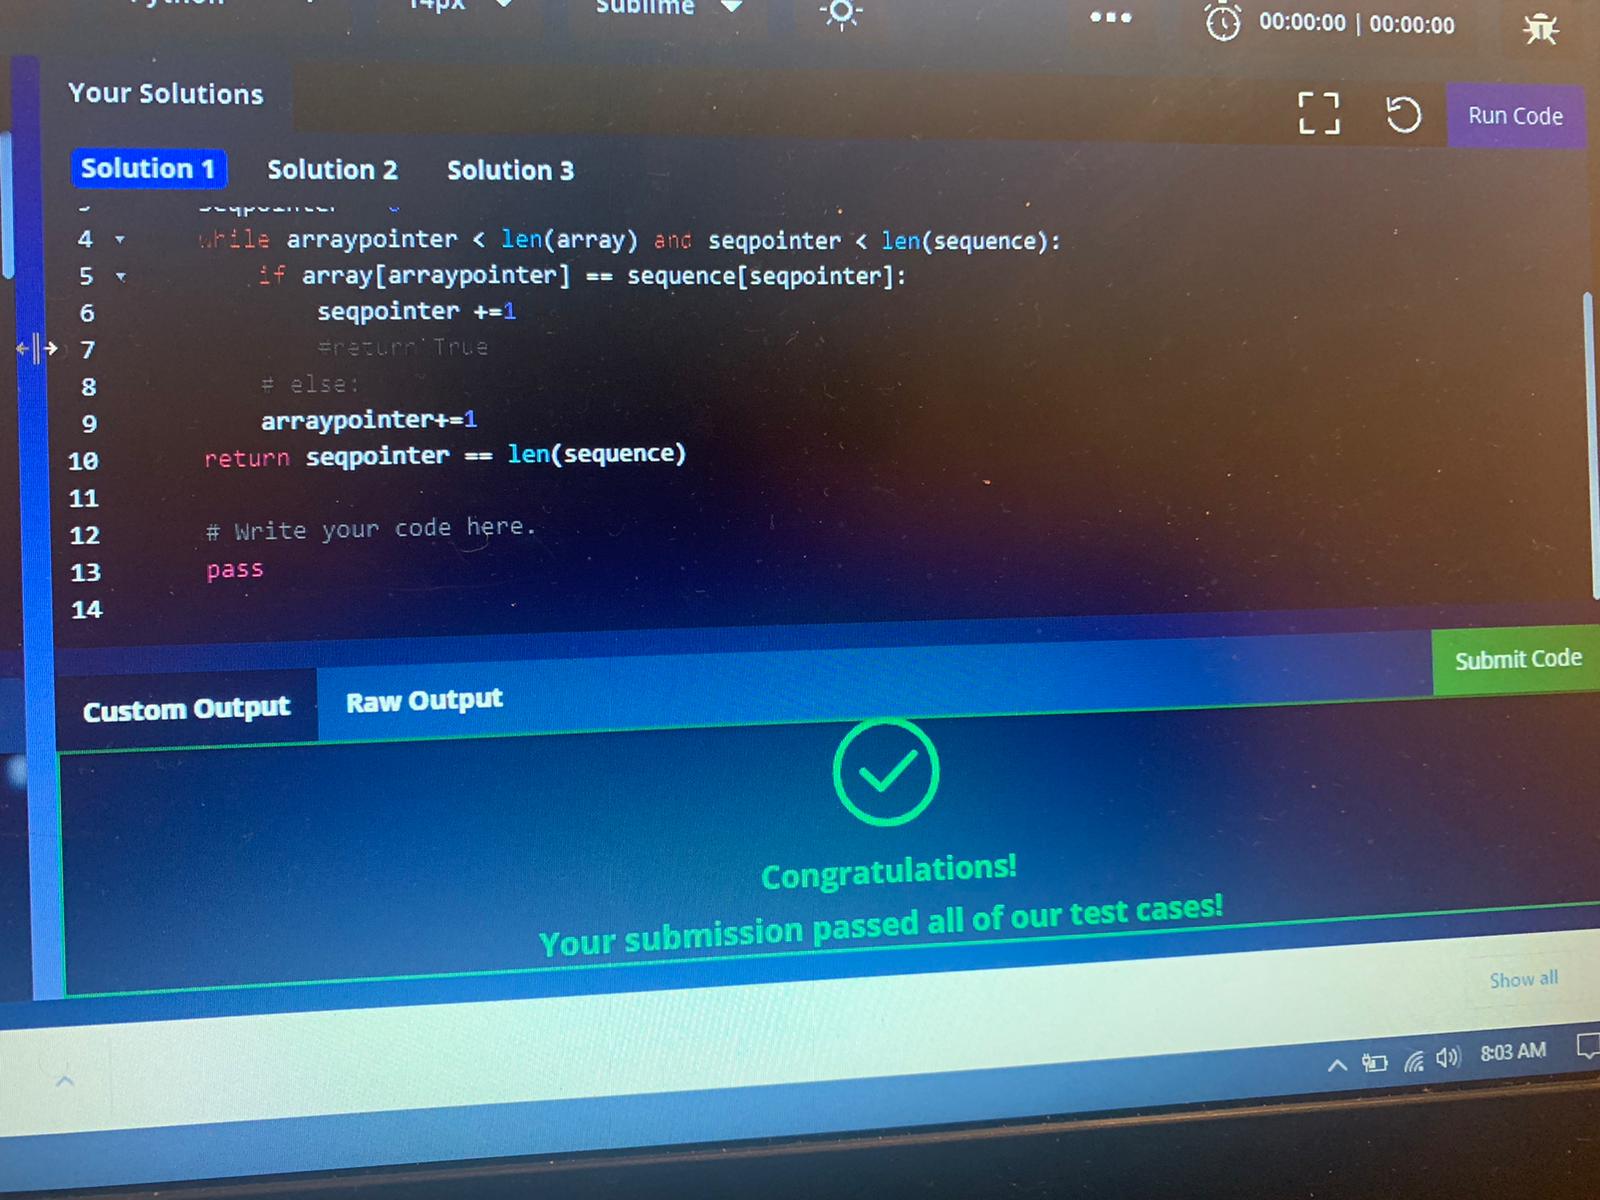 14px Sublime
00:00:00 | 00:00:00
Your Solutions
Run Code
Solution 1 Solution 2 Solution 3
4 while arraypointer < len(array) and seqpointer < len(sequence):
5 if array[arraypointer] == sequence[seqpointer]:
6 seqpointer +=1
7 #return True
8 # else:
9 arraypointer+=1
10 return seqpointer == len(sequence)
11
12 # Write your code here.
13 pass
14
Submit Code
Custom Output Raw Output
Congratulations!
Your submission passed all of our test cases!
Show all
8:03 AM